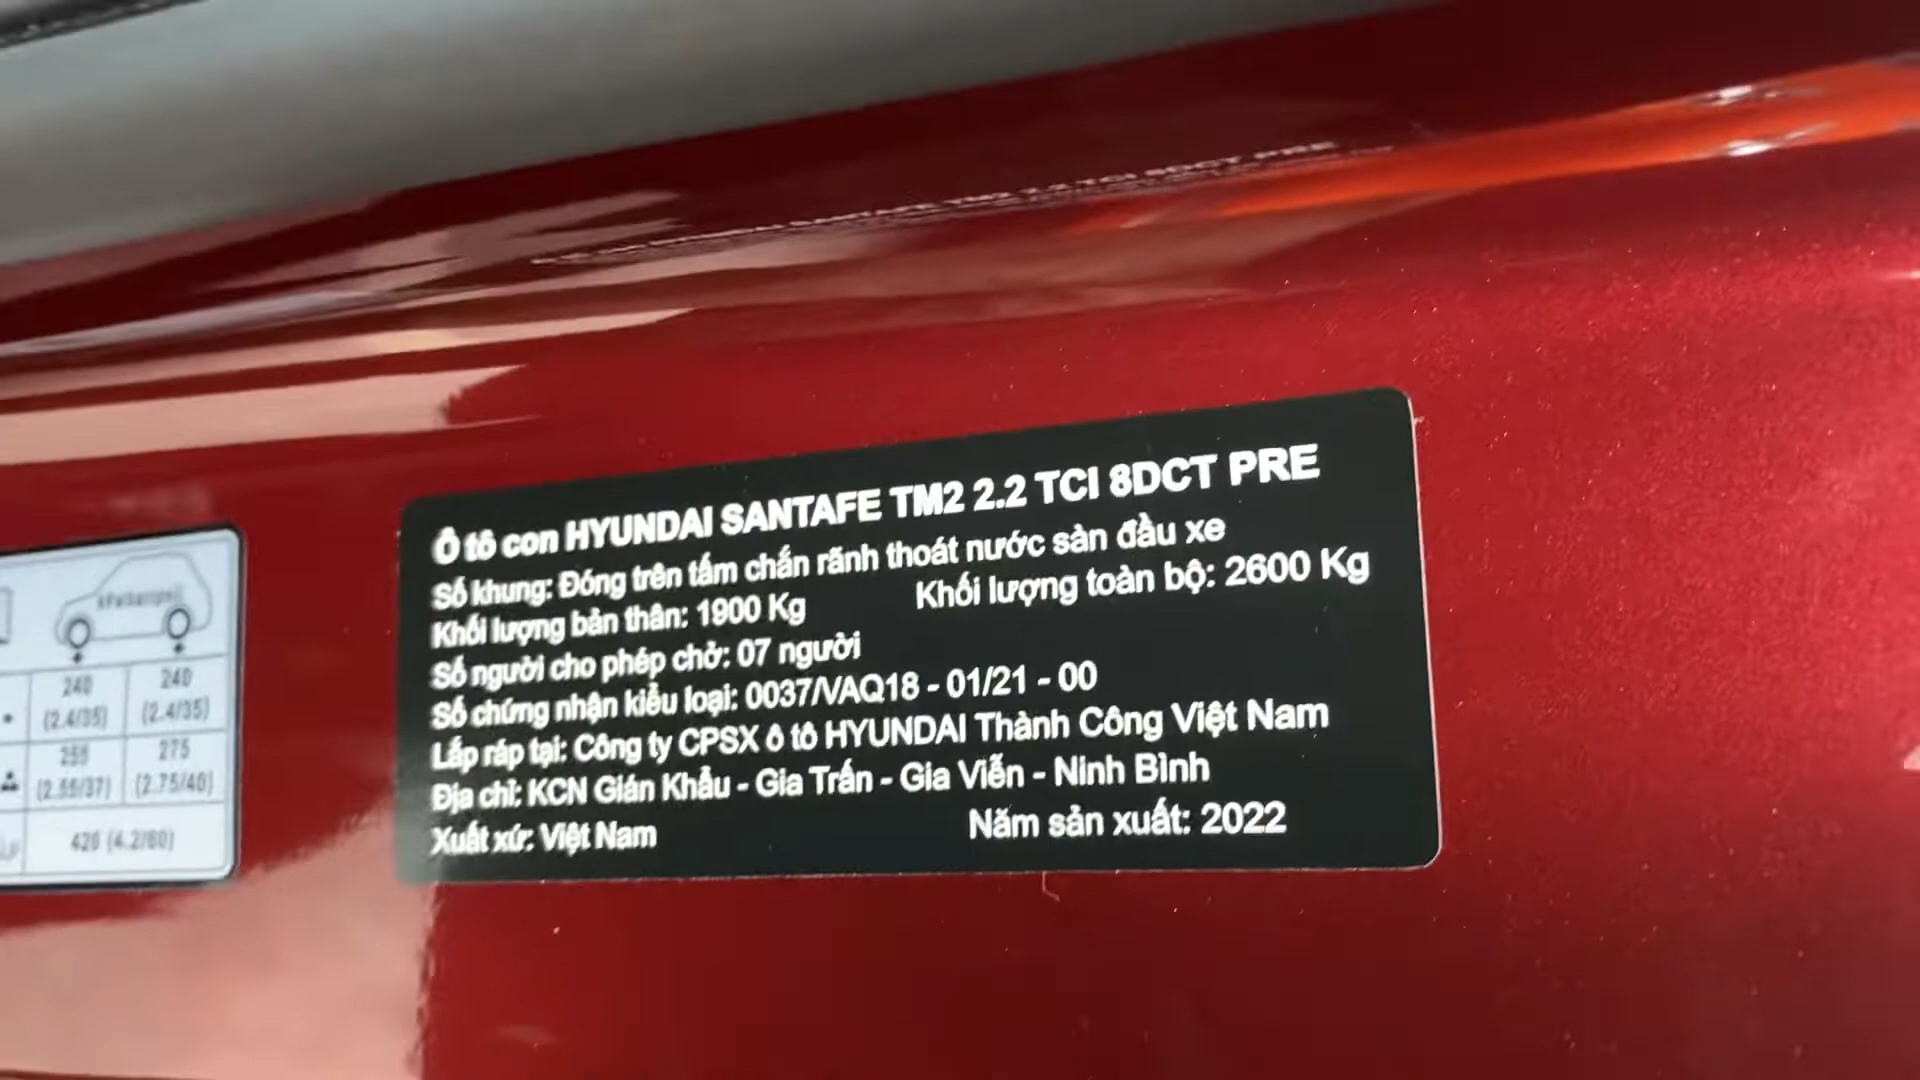 Ô tô con HYUNDAI SANTAFE TM2 2.2 TCI 8DCT PRE
Số khung: Đóng trên tấm chắn rãnh thoát nước sàn đầu xe
Khối lượng bản thân: 1900 Kg Khối lượng toàn bộ: 2600 Kg
Số người cho phép chở: 07 người
Số chứng nhận kiểu loại: 0037/VAQ18 - 01/21 - 00
Lắp ráp tại: Công ty CPSX ô tô HYUNDAI Thành Công Việt Nam
Địa chỉ: KCN Gián Khẩu - Gia Trấn - Gia Viễn - Ninh Bình
Xuất xứ: Việt Nam Năm sản xuất: 2022
240 240
(2.4/35) (2.4/35)
255 275
(2.55/37) (2.75/40)
420 (4.2/60)